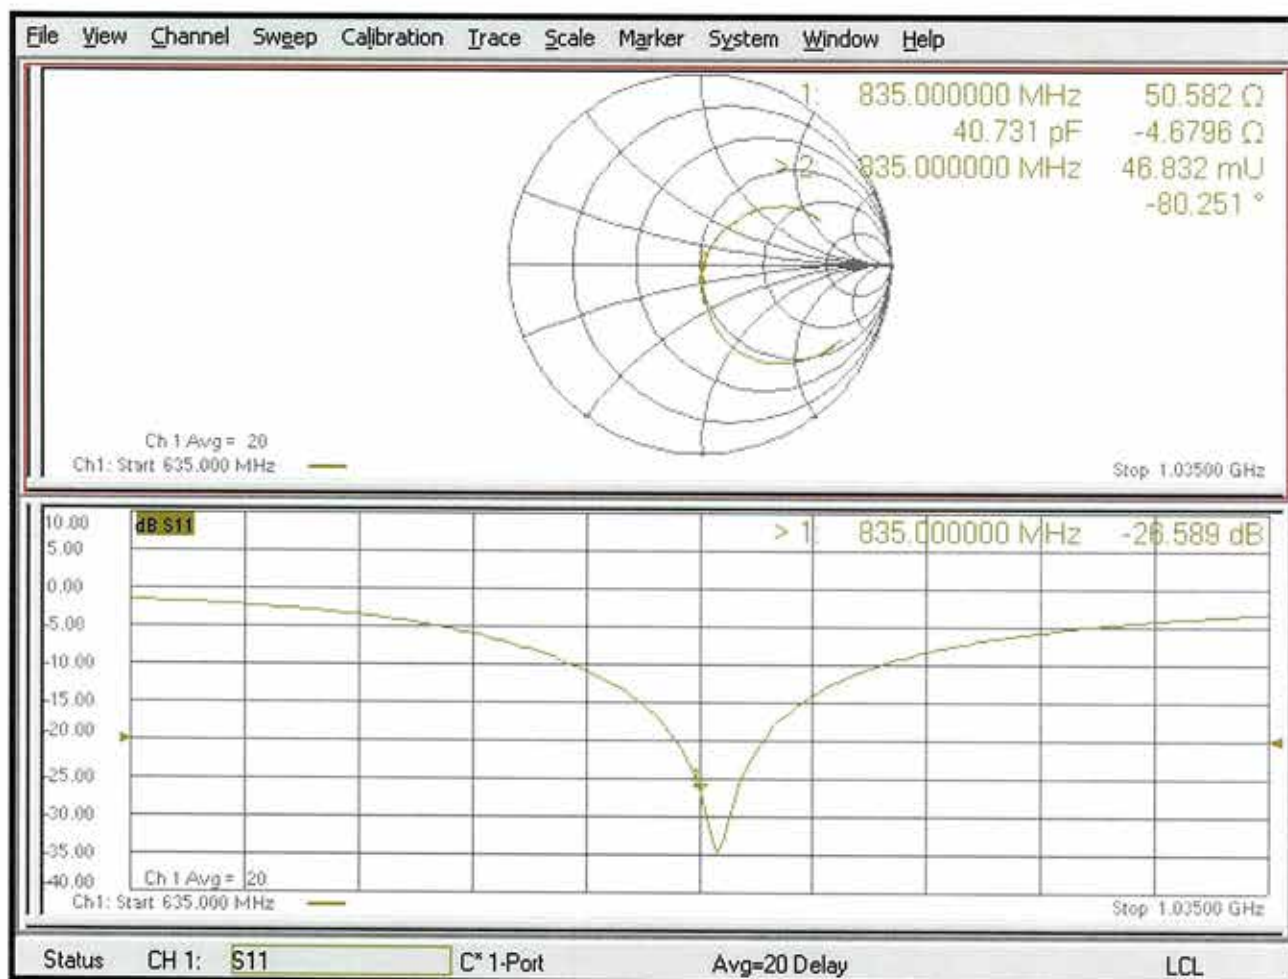 File View Channel Sweep Calibration Trace Scale Marker System Window Help
1: 835.000000 MHz 50.582 Ω
40.731 pF -4.6796 Ω
> 2: 835.000000 MHz 46.832 mU
-80.251 °
Ch 1 Avg = 20
Ch1: Start 635.000 MHz
Stop 1.03500 GHz
10.00
dB S11
> 1: 835.000000 MHz -26.589 dB
5.00
0.00
-5.00
-10.00
-15.00
-20.00
-25.00
-30.00
-35.00
-40.00
Ch 1 Avg = 20
Ch1: Start 635.000 MHz
Stop 1.03500 GHz
Status CH 1: S11 C* 1-Port Avg=20 Delay LCL